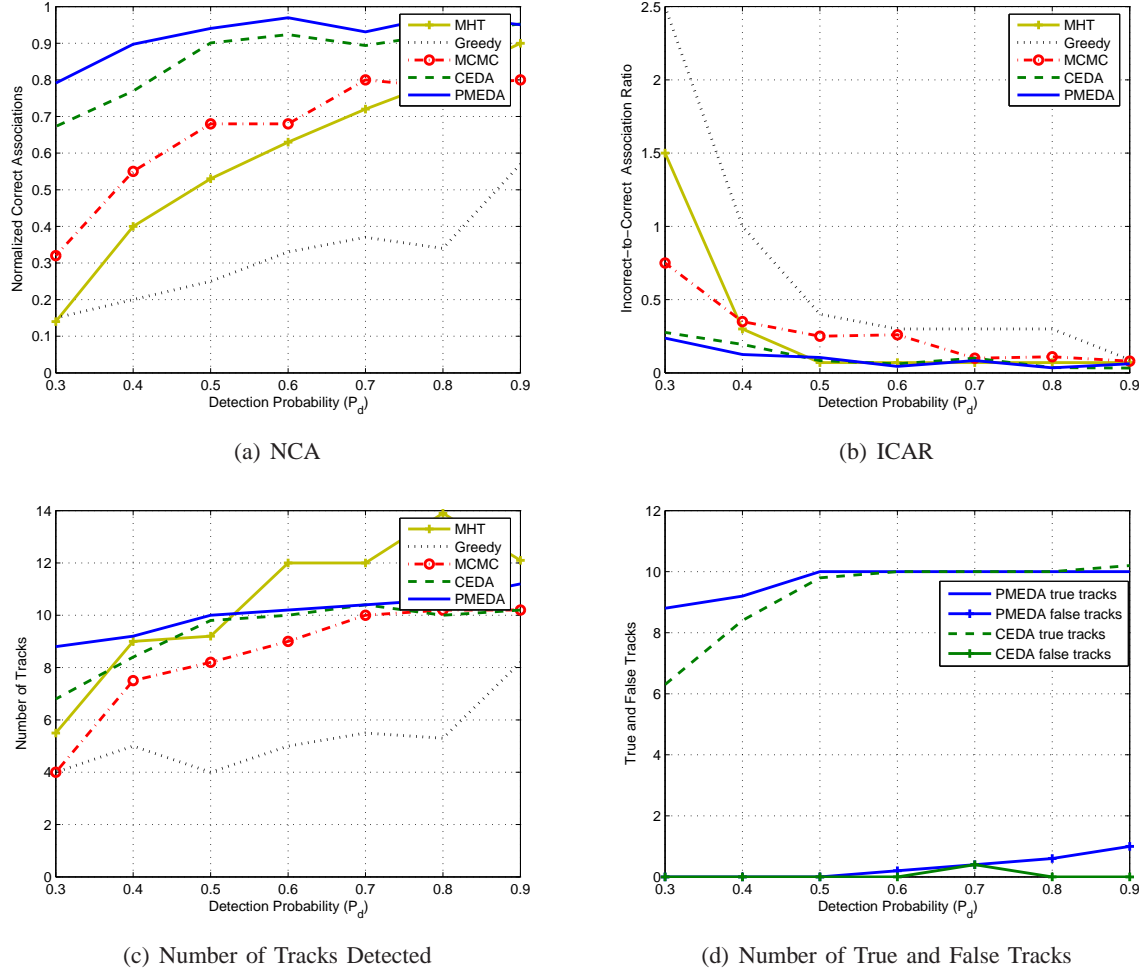 1
0.9
0.8
0.7
0.6
0.5
0.4
0.3
0.2
0.1
0
Normalized Correct Associations
MHT
Greedy
MCMC
CEDA
PMEDA
0.3 0.4 0.5 0.6 0.7 0.8 0.9
Detection Probability (P_d)
(a) NCA
2.5
2
1.5
1
0.5
0
Incorrect−to−Correct Association Ratio
MHT
Greedy
MCMC
CEDA
PMEDA
0.3 0.4 0.5 0.6 0.7 0.8 0.9
Detection Probability (P_d)
(b) ICAR
14
12
10
8
6
4
2
0
Number of Tracks
MHT
Greedy
MCMC
CEDA
PMEDA
0.3 0.4 0.5 0.6 0.7 0.8 0.9
Detection Probability (P_d)
(c) Number of Tracks Detected
12
10
8
6
4
2
0
True and False Tracks
PMEDA true tracks
PMEDA false tracks
CEDA true tracks
CEDA false tracks
0.3 0.4 0.5 0.6 0.7 0.8 0.9
Detection Probability (P_d)
(d) Number of True and False Tracks